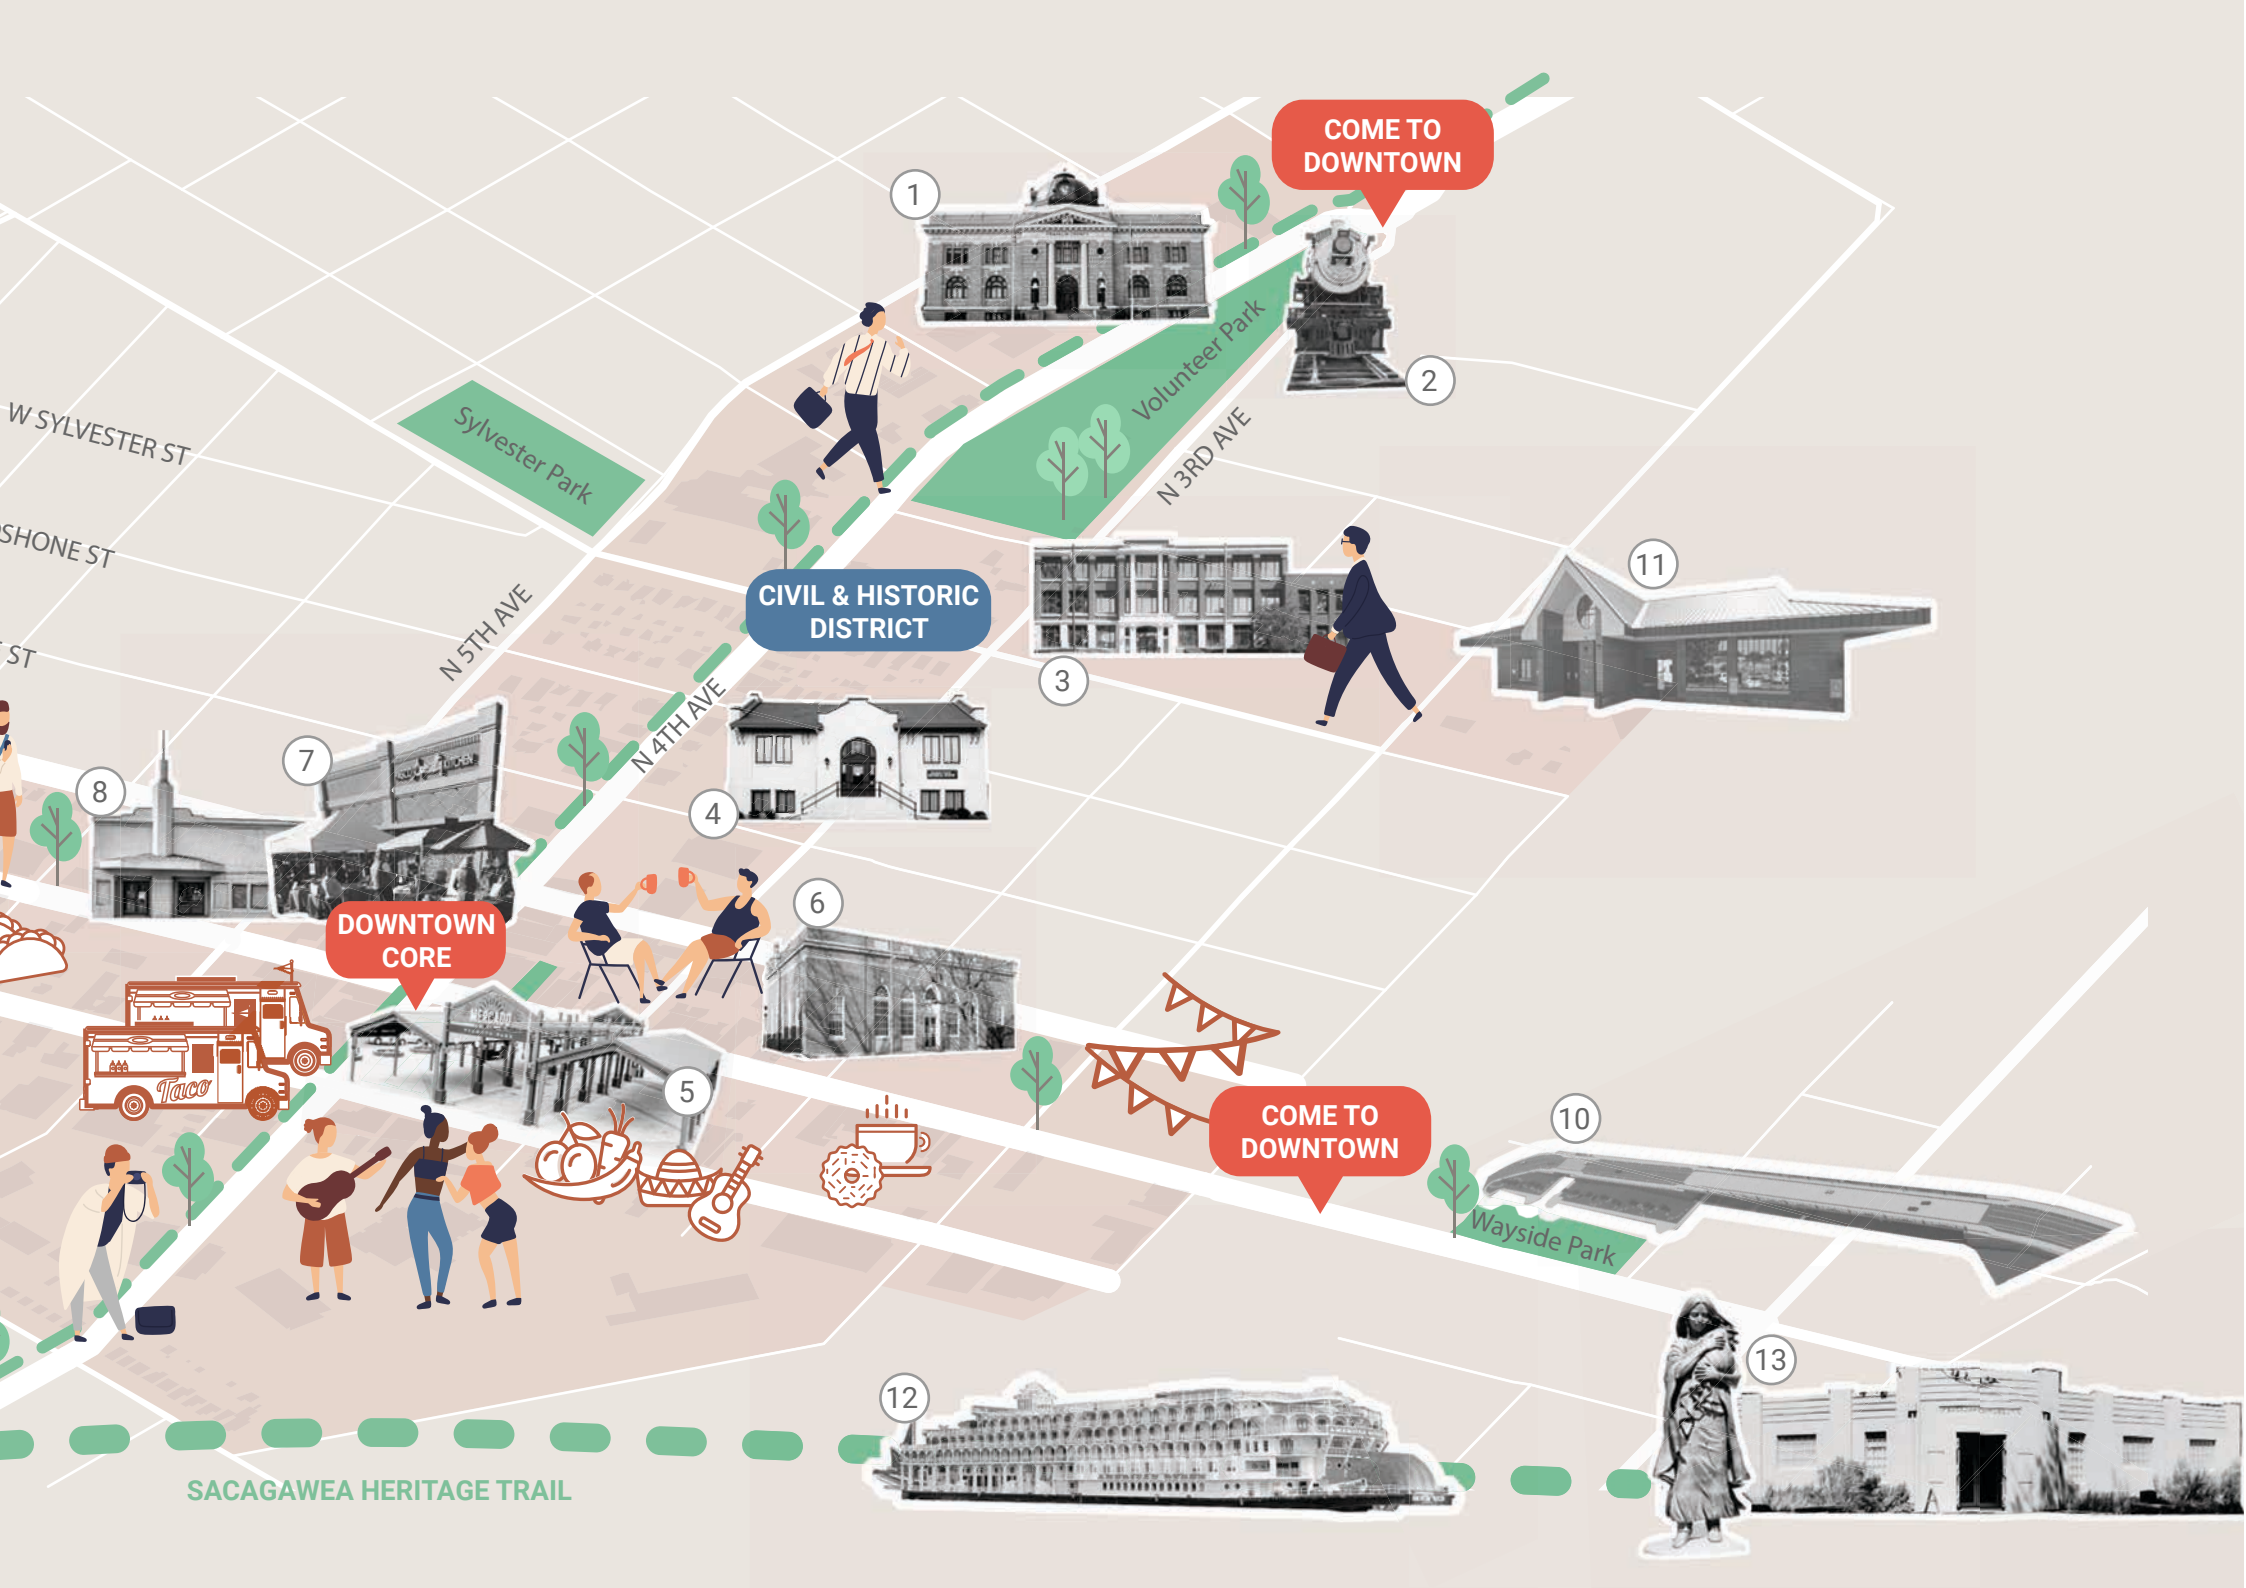 COME TO
DOWNTOWN
1
2
Volunteer Park
N 3RD AVE
Sylvester Park
W SYLVESTER ST
SHONE ST
ST
N 5TH AVE
CIVIL & HISTORIC
DISTRICT
3
11
N 4TH AVE
4
7
KITCHEN
8
DOWNTOWN
CORE
6
MERCADO
5
Taco
COME TO
DOWNTOWN
10
Wayside Park
12
13
SACAGAWEA HERITAGE TRAIL